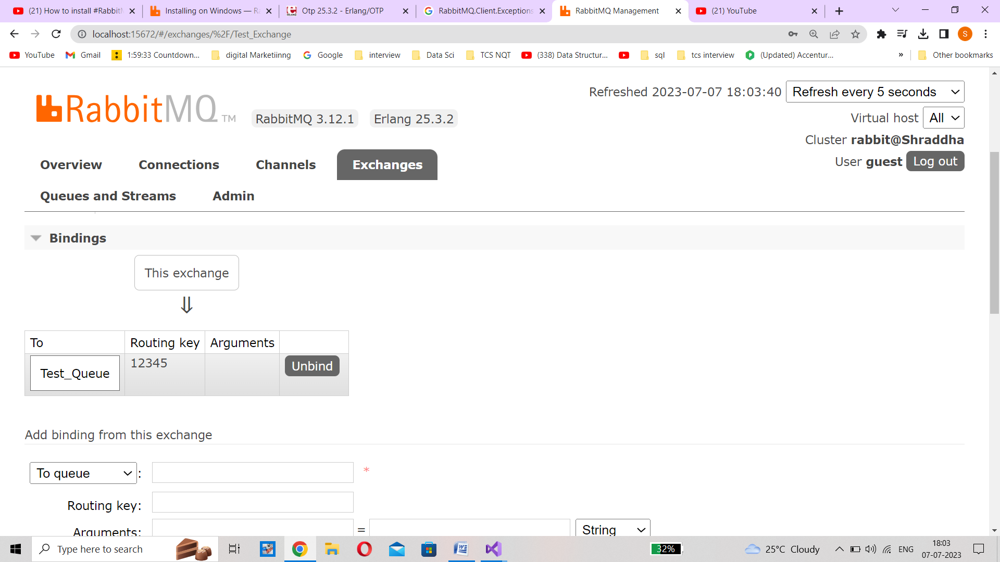 (21) How to install #Rabbit
Installing on Windows — Ra
Otp 25.3.2 - Erlang/OTP
RabbitMQ.Client.Exceptions
RabbitMQ Management
(21) YouTube
localhost:15672/#/exchanges/%2F/Test_Exchange
S
YouTube
Gmail
1:59:33 Countdown...
digital Marketiinng
Google
interview
Data Sci
TCS NQT
(338) Data Structur...
sql
tcs interview
(Updated) Accentur...
»
Other bookmarks
Refreshed 2023-07-07 18:03:40 Refresh every 5 seconds
RabbitMQ TM RabbitMQ 3.12.1 Erlang 25.3.2
Virtual host All
Cluster rabbit@Shraddha
User guest Log out
Overview Connections Channels Exchanges
Queues and Streams Admin
Bindings
This exchange
⇓
To Routing key Arguments
Test_Queue 12345 Unbind
Add binding from this exchange
To queue : *
Routing key:
Arguments: = String
Type here to search
32%
25°C Cloudy
ENG
18:03
07-07-2023